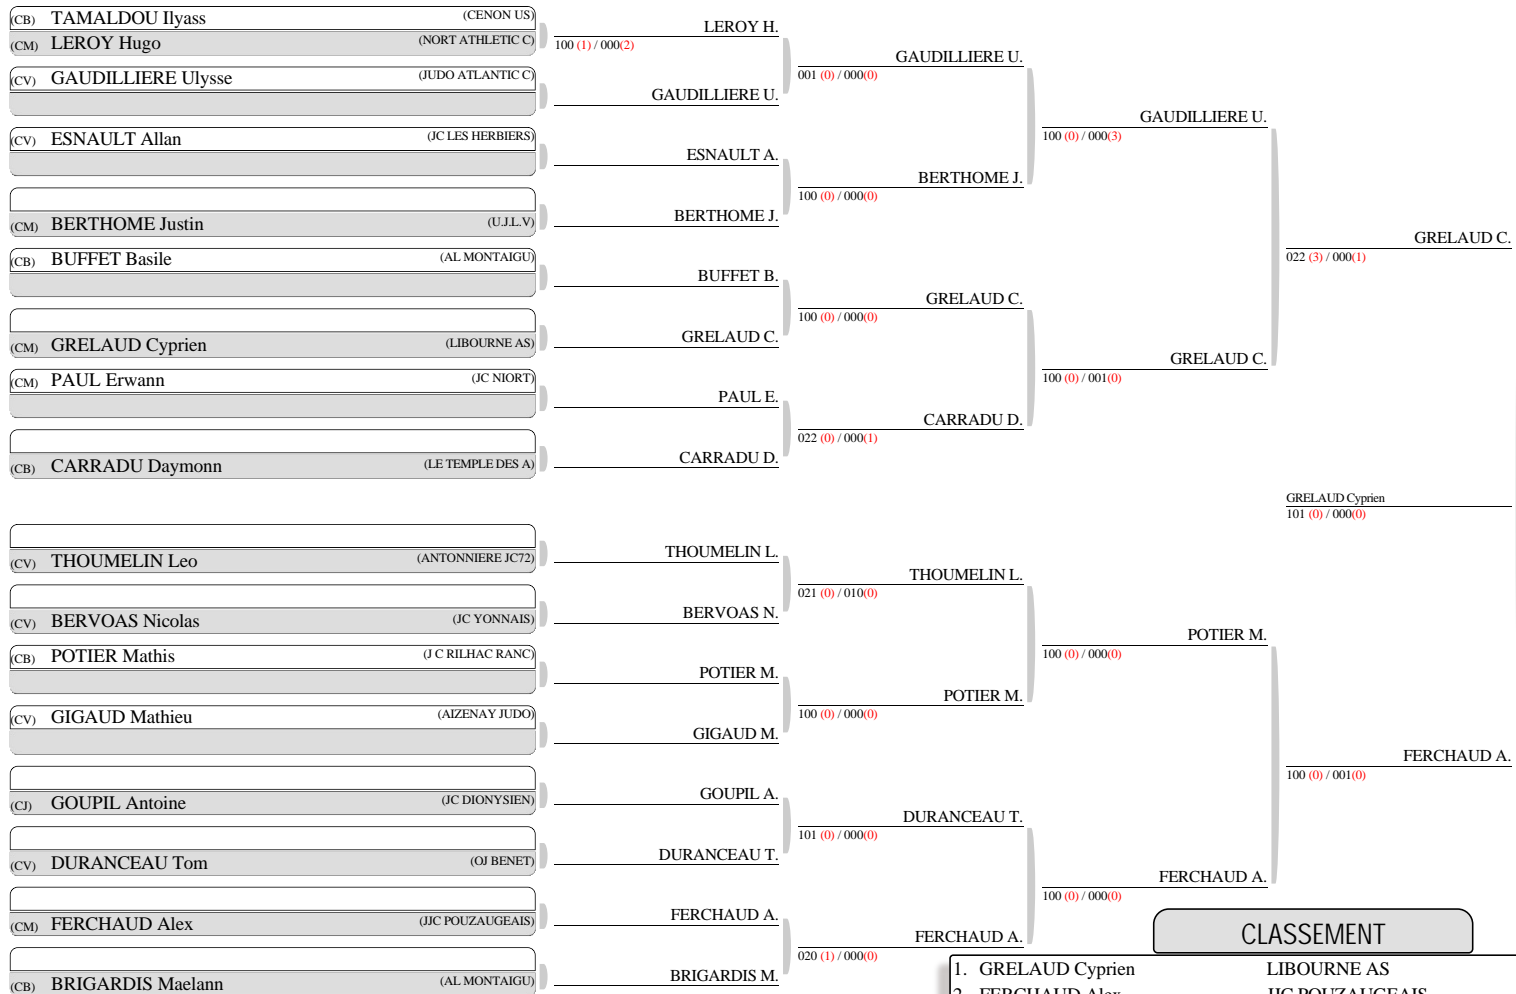 (CB) TAMALDOU Ilyass (CENON US)
(CM) LEROY Hugo (NORT ATHLETIC C)
(CV) GAUDILLIERE Ulysse (JUDO ATLANTIC C)
(CV) ESNAULT Allan (JC LES HERBIERS)
(CM) BERTHOME Justin (U.J.L.V)
(CB) BUFFET Basile (AL MONTAIGU)
(CM) GRELAUD Cyprien (LIBOURNE AS)
(CM) PAUL Erwann (JC NIORT)
(CB) CARRADU Daymonn (LE TEMPLE DES A)
(CV) THOUMELIN Leo (ANTONNIERE JC72)
(CV) BERVOAS Nicolas (JC YONNAIS)
(CB) POTIER Mathis (J C RILHAC RANC)
(CV) GIGAUD Mathieu (AIZENAY JUDO)
(CJ) GOUPIL Antoine (JC DIONYSIEN)
(CV) DURANCEAU Tom (OJ BENET)
(CM) FERCHAUD Alex (JJC POUZAUGEAIS)
(CB) BRIGARDIS Maelann (AL MONTAIGU)
LEROY H.
100 (1) / 000(2)
GAUDILLIERE U.
ESNAULT A.
BERTHOME J.
BUFFET B.
GRELAUD C.
PAUL E.
CARRADU D.
THOUMELIN L.
BERVOAS N.
POTIER M.
GIGAUD M.
GOUPIL A.
DURANCEAU T.
FERCHAUD A.
BRIGARDIS M.
GAUDILLIERE U.
001 (0) / 000(0)
BERTHOME J.
100 (0) / 000(0)
GRELAUD C.
100 (0) / 000(0)
CARRADU D.
022 (0) / 000(1)
THOUMELIN L.
021 (0) / 010(0)
POTIER M.
100 (0) / 000(0)
DURANCEAU T.
101 (0) / 000(0)
FERCHAUD A.
020 (1) / 000(0)
GAUDILLIERE U.
100 (0) / 000(3)
GRELAUD C.
100 (0) / 001(0)
POTIER M.
100 (0) / 000(0)
FERCHAUD A.
100 (0) / 000(0)
GRELAUD C.
022 (3) / 000(1)
GRELAUD Cyprien
101 (0) / 000(0)
FERCHAUD A.
100 (0) / 001(0)
CLASSEMENT
1. GRELAUD Cyprien LIBOURNE AS
2. FERCHAUD Alex JJC POUZAUGEAIS